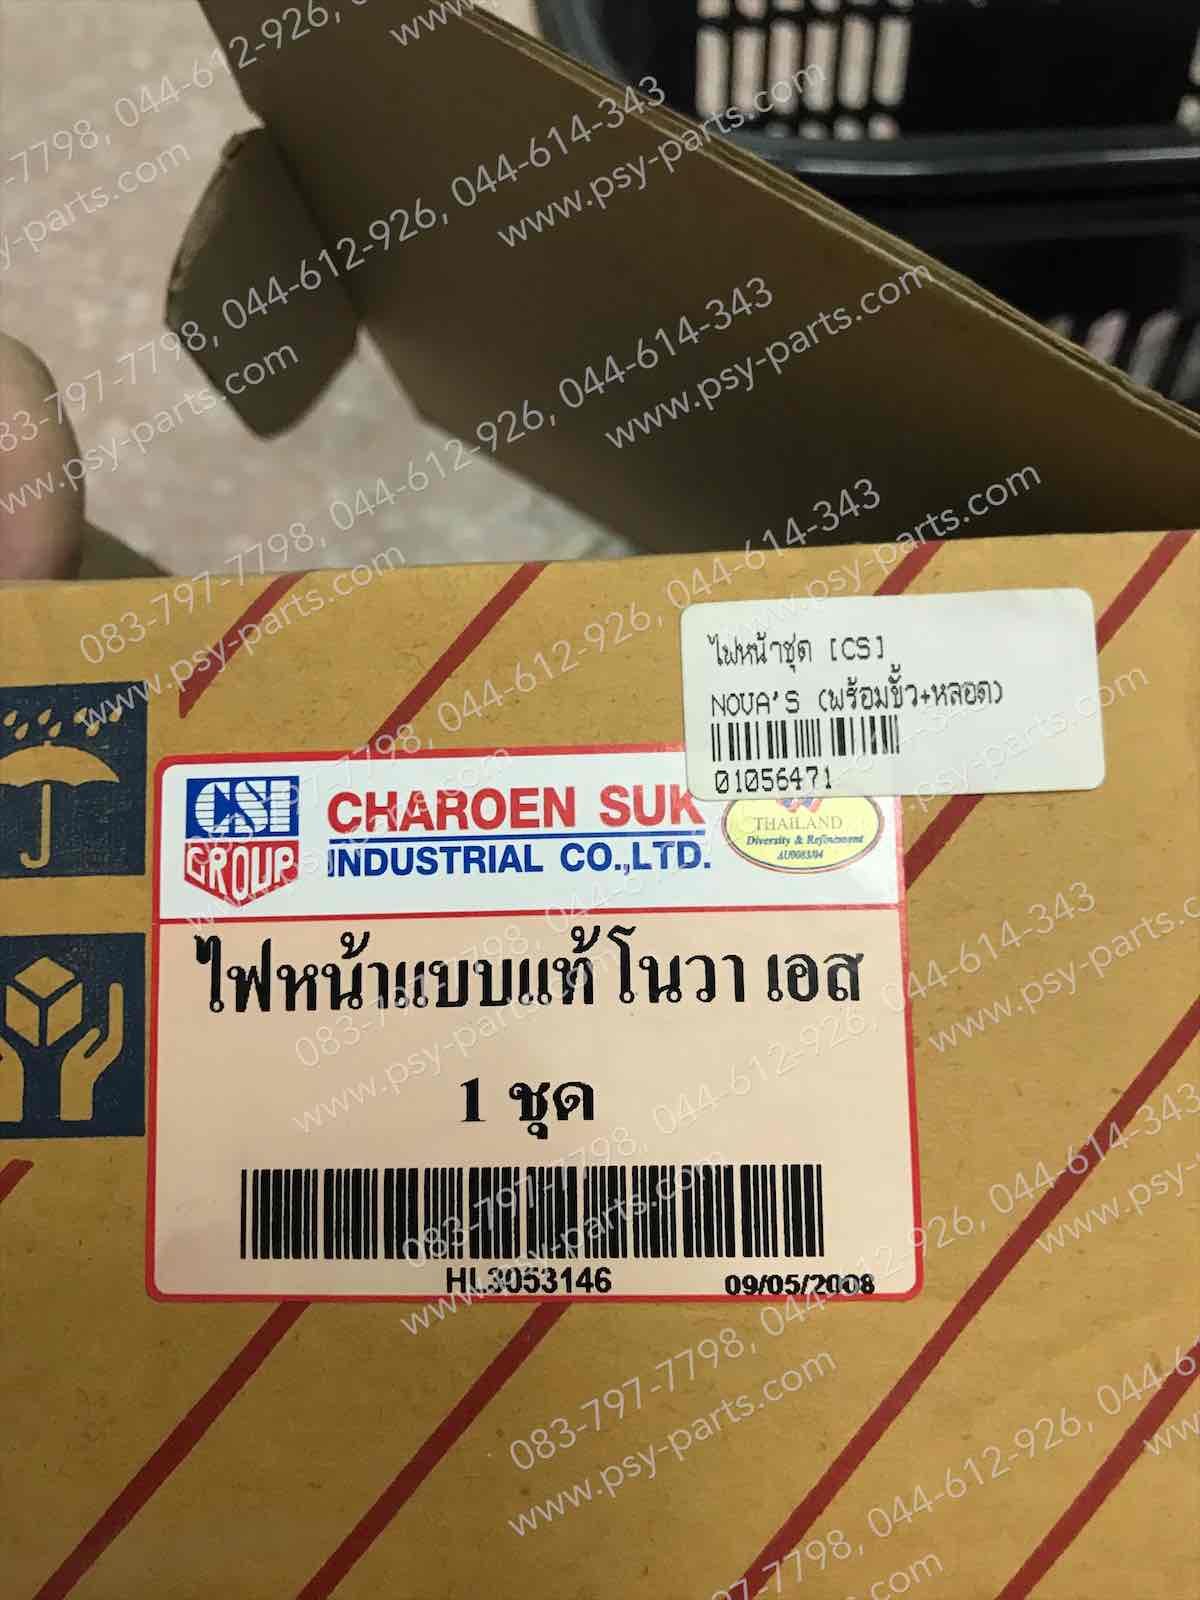 ไฟหน้าชุด [CS]
NOVA'S (พร้อมขั้ว+หลอด)
01056471
CSI
GROUP
CHAROEN SUK
INDUSTRIAL CO.,LTD.
THAILAND
Diversity & Refinement
AU0083/04
ไฟหน้าแบบแท้ โนวา เอส
1 ชุด
HL3053146
09/05/2008
083-797-7798, 044-612-926, 044-614-343
www.psy-parts.com